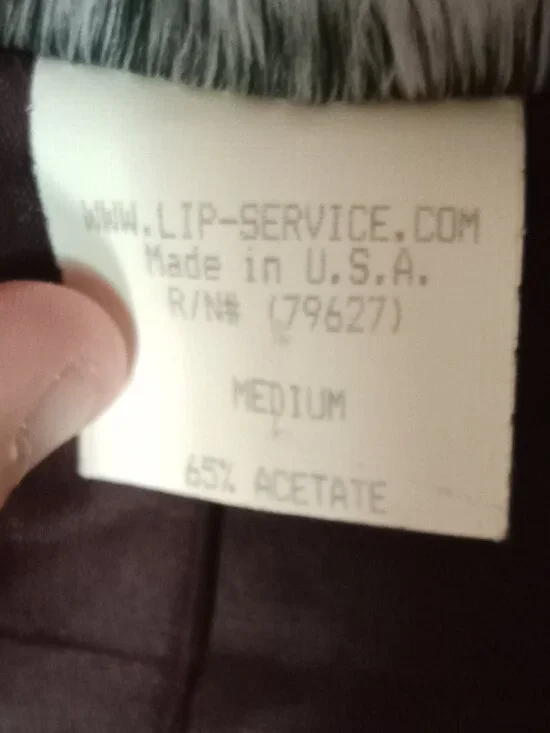 WWW.LIP-SERVICE.COM
Made in U.S.A.
R/N# (79627)
MEDIUM
65% ACETATE